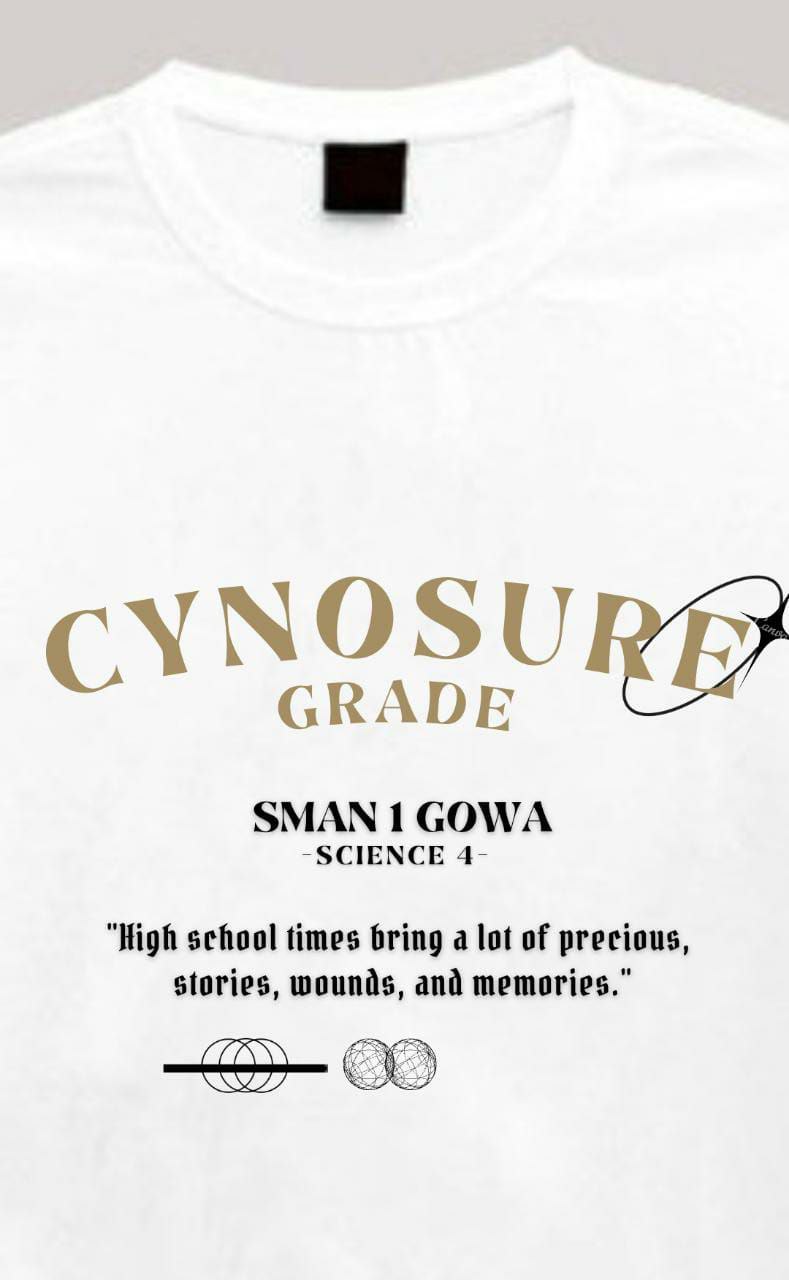 CYNOSURE
GRADE
SMAN 1 GOWA
-SCIENCE 4-
"High school times bring a lot of precious,
stories, wounds, and memories."